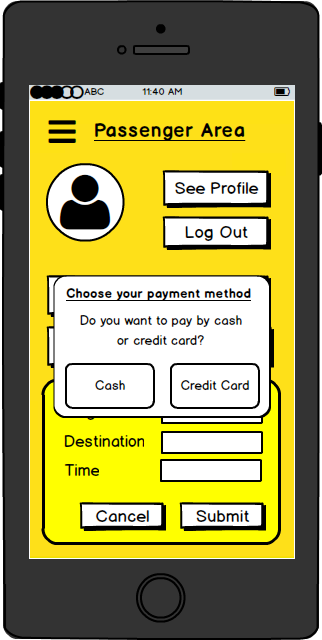 ABC 11:40 AM
Passenger Area
See Profile
Log Out
Choose your payment method
Do you want to pay by cash
or credit card?
Cash Credit Card
Destination
Time
Cancel Submit